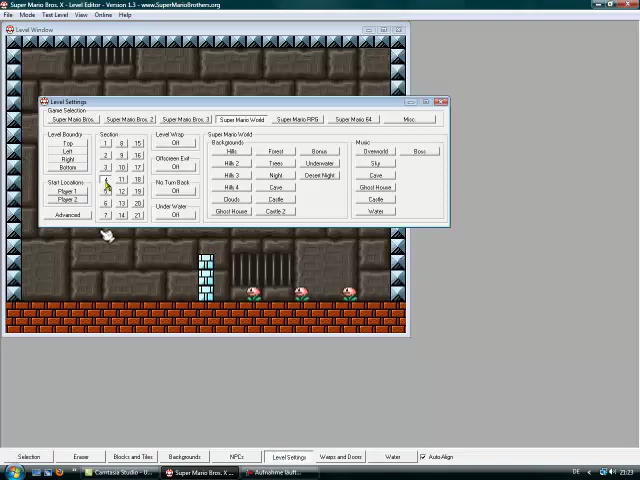 Super Mario Bros. X - Level Editor - Version 1.3 - www.SuperMarioBrothers.org
File Mode Test Level View Online Help
Level Window
Level Settings
Game Selection
Super Mario Bros. Super Mario Bros. 2 Super Mario Bros. 3 Super Mario World Super Mario RPG Super Mario 64 Misc.
Level Boundry Section Level Wrap Super Mario World
Top 1 8 15 Off Backgrounds Music
Left 2 9 16 Offscreen Exit Hills Forest Bonus Overworld Boss
Right 3 10 17 Off Hills 2 Trees Underwater Sky
Bottom 4 11 18 No Turn Back Hills 3 Night Desert Night Cave
Start Locations 5 12 19 Off Hills 4 Cave Ghost House
Player 1 6 13 20 Under Water Clouds Castle Castle
Player 2 7 14 21 Off Ghost House Castle 2 Water
Advanced
Selection Eraser Blocks and Tiles Backgrounds NPCs Level Settings Warps and Doors Water Auto Align
Camtasia Studio - U... Super Mario Bros. X ... Aufnahme läuft... DE 21:23